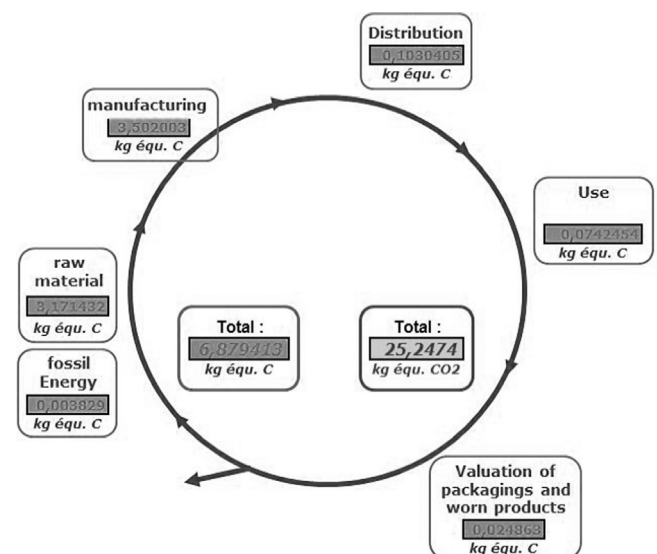 Distribution
0,1030405
kg équ. C
manufacturing
3,502003
kg équ. C
Use
0,0742454
kg équ. C
raw
material
3,171432
kg équ. C
Total :
6,879413
kg équ. C
Total :
25,2474
kg équ. CO2
fossil
Energy
0,003829
kg équ. C
Valuation of
packagings and
worn products
0,024863
kg équ. C